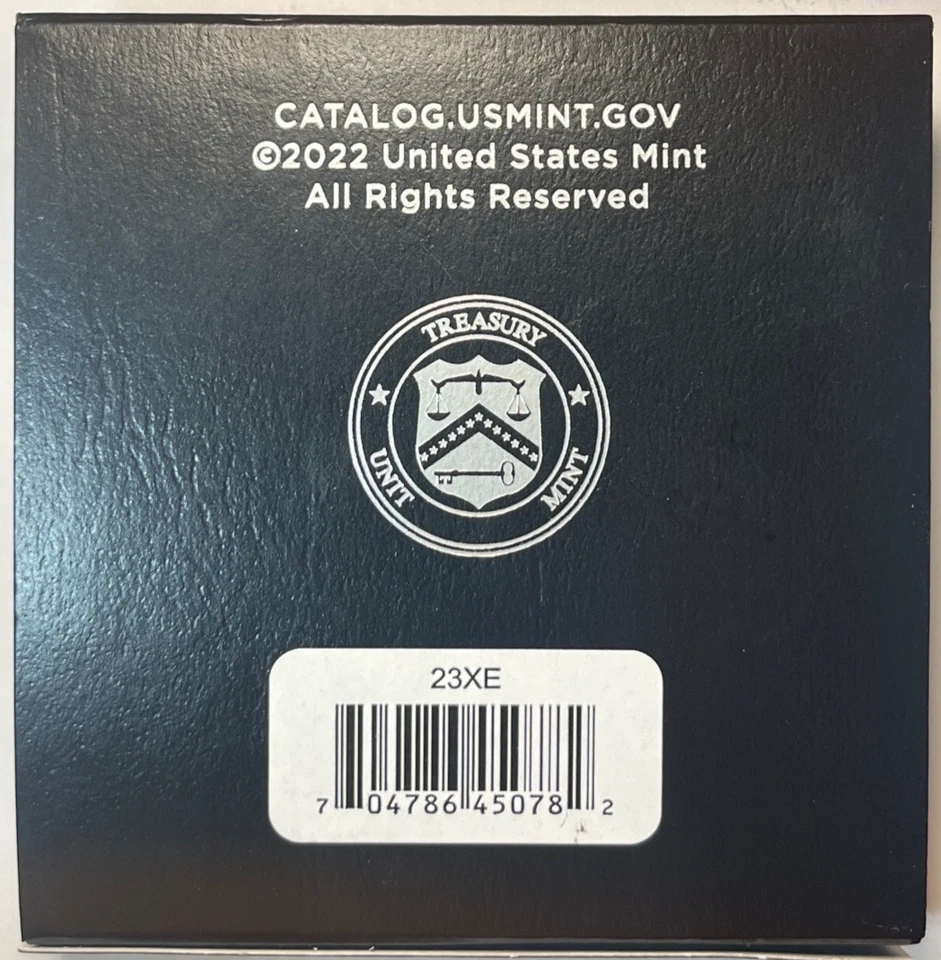 CATALOG.USMINT.GOV
©2022 United States Mint
All Rights Reserved
TREASURY
UNIT
MINT
23XE
7 04786 45078 2